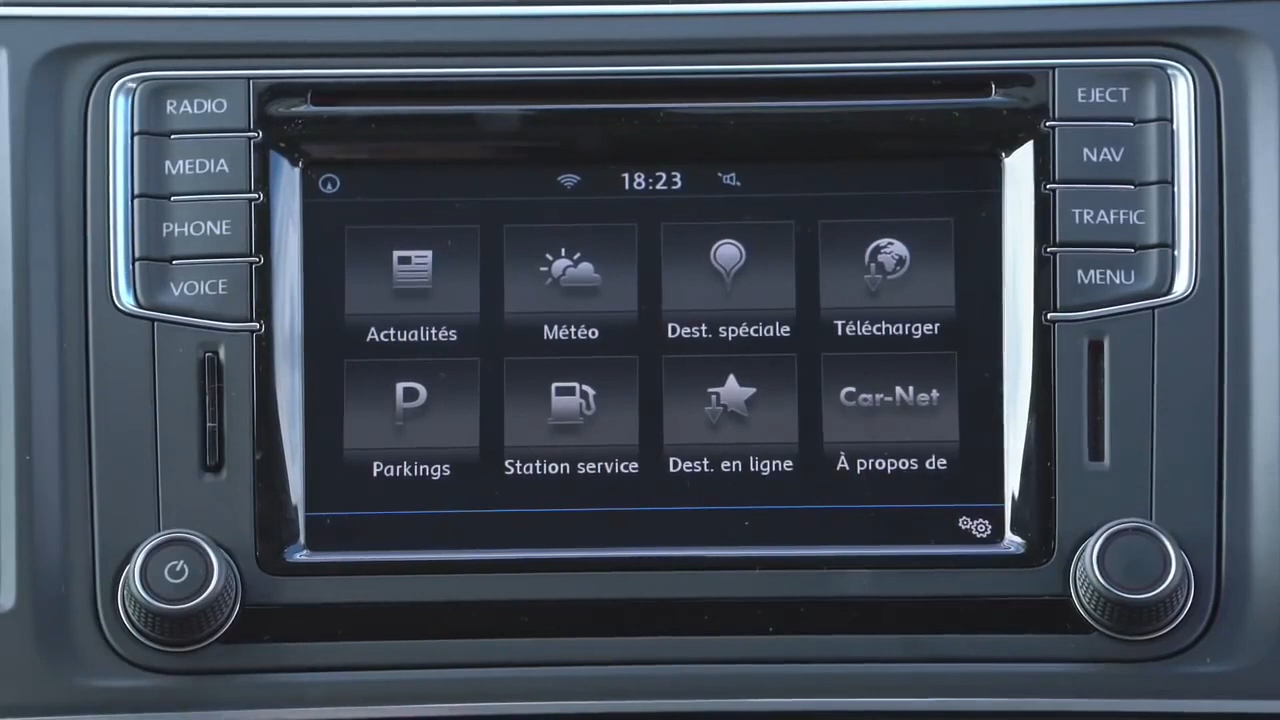 RADIO
MEDIA
PHONE
VOICE
EJECT
NAV
TRAFFIC
MENU
18:23
Actualités
Météo
Dest. spéciale
Télécharger
P
Car-Net
Parkings
Station service
Dest. en ligne
À propos de